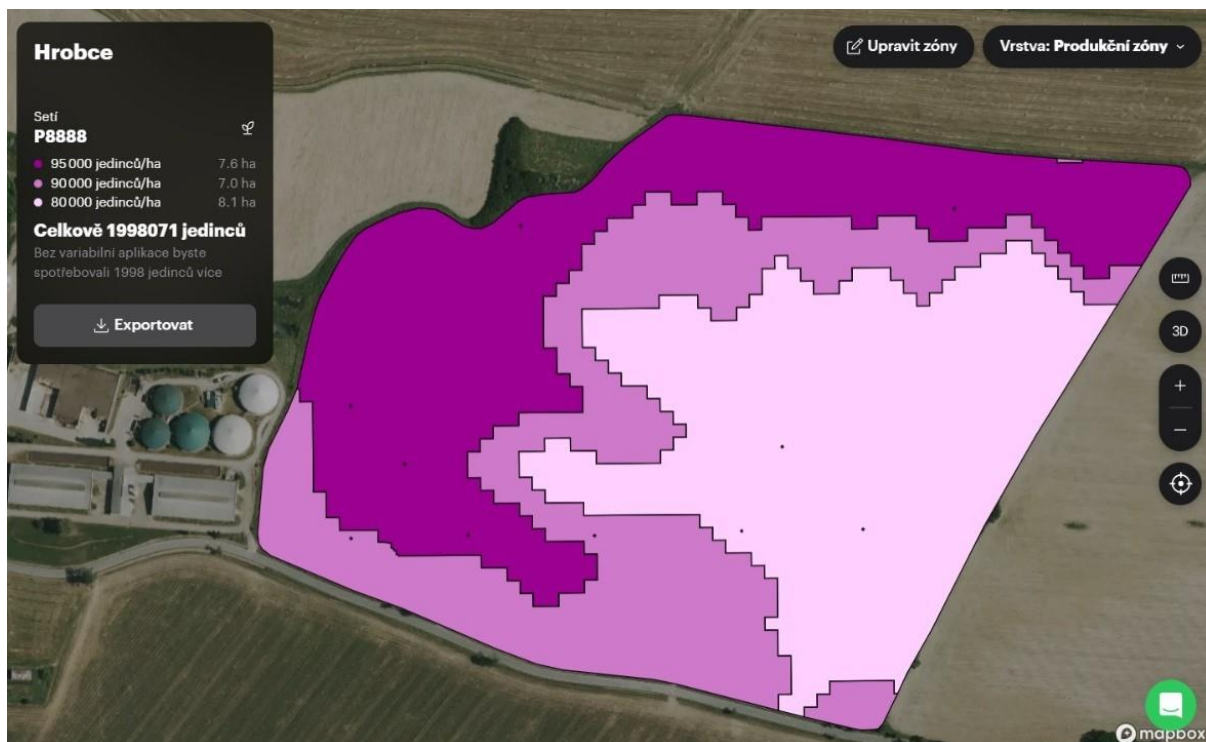 Hrobce
Upravit zóny
Vrstva: Produkční zóny
Setí
P8888
95 000 jedinců/ha 7.6 ha
90 000 jedinců/ha 7.0 ha
80 000 jedinců/ha 8.1 ha
Celkově 1998071 jedinců
Bez variabilní aplikace byste
spotřebovali 1998 jedinců více
Exportovat
3D
+
−
mapbox